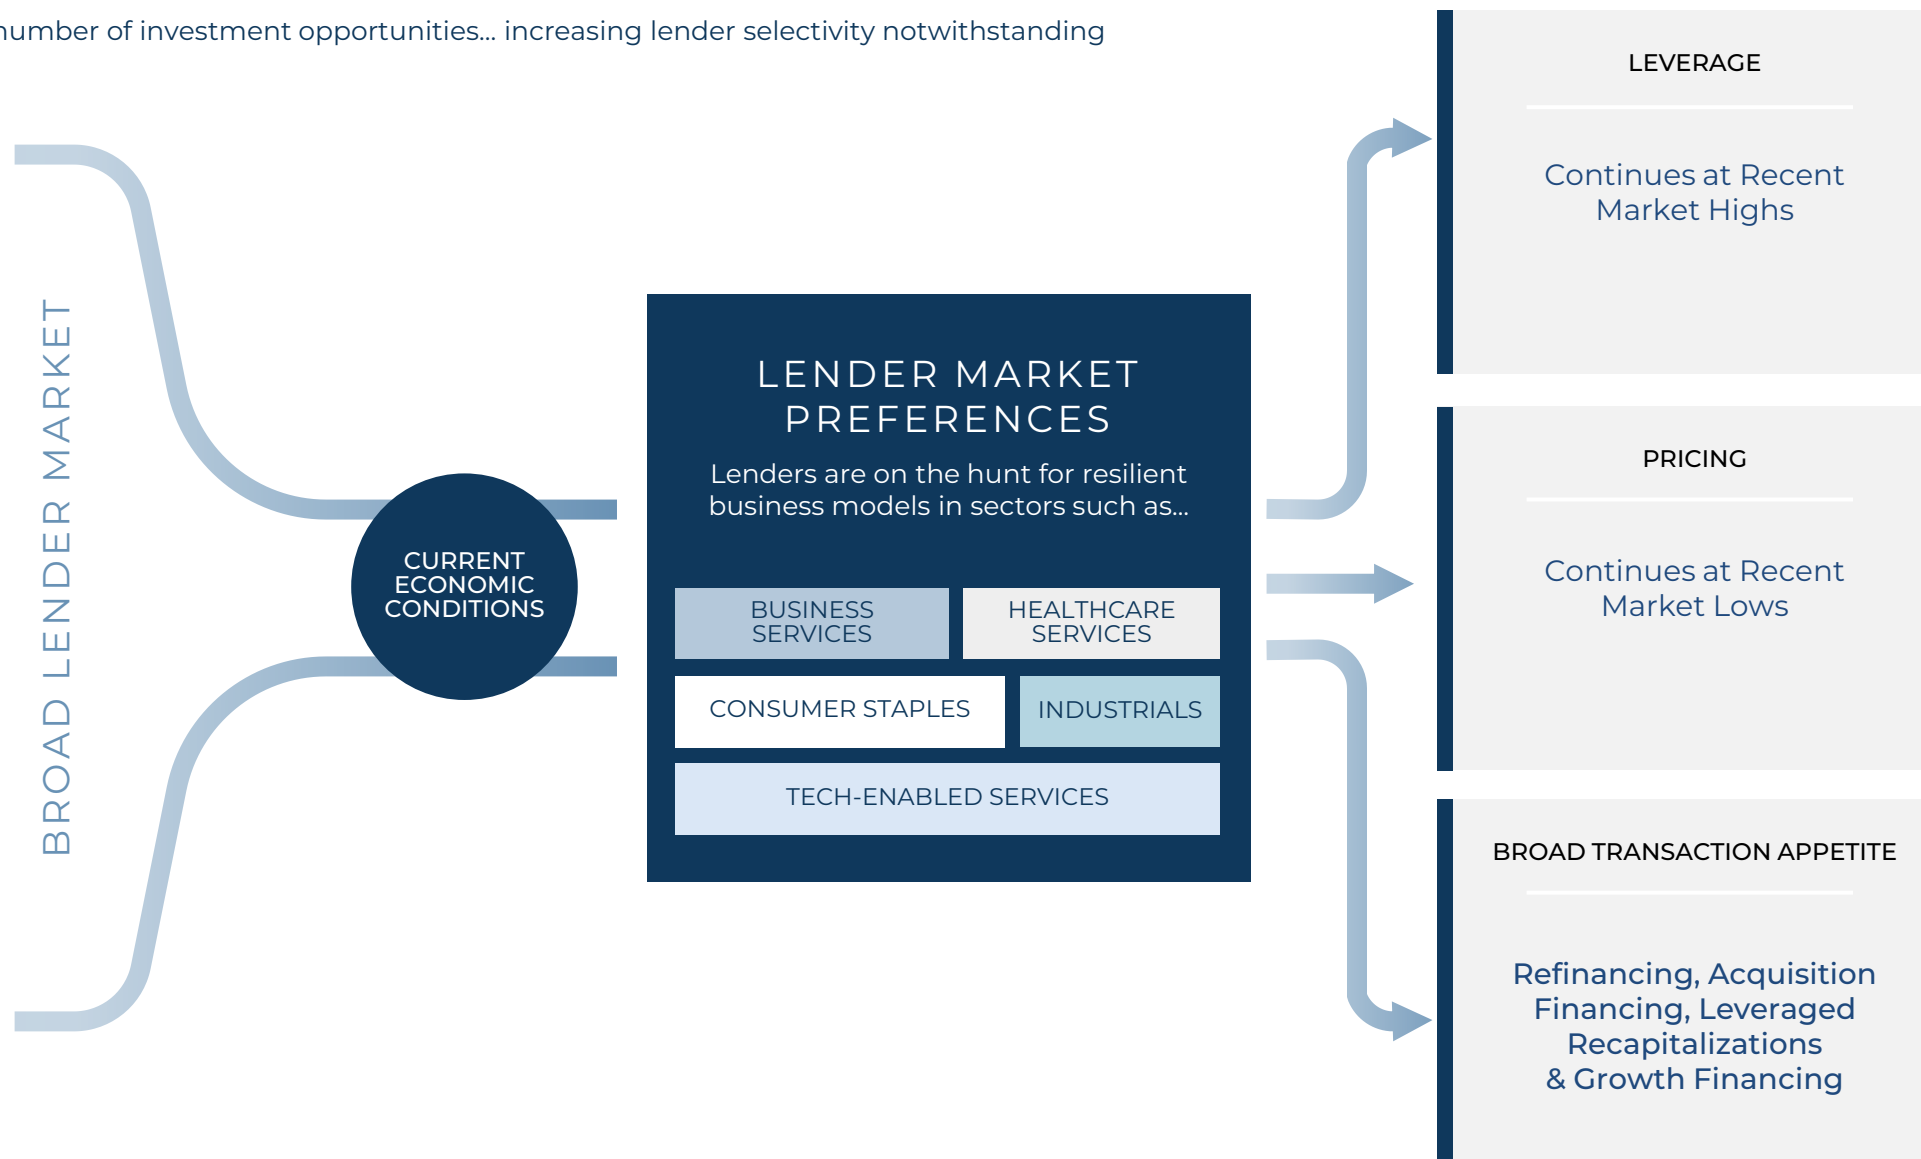 number of investment opportunities... increasing lender selectivity notwithstanding
BROAD LENDER MARKET
CURRENT
ECONOMIC
CONDITIONS
LENDER MARKET
PREFERENCES
Lenders are on the hunt for resilient
business models in sectors such as...
BUSINESS
SERVICES
HEALTHCARE
SERVICES
CONSUMER STAPLES
INDUSTRIALS
TECH-ENABLED SERVICES
LEVERAGE
Continues at Recent
Market Highs
PRICING
Continues at Recent
Market Lows
BROAD TRANSACTION APPETITE
Refinancing, Acquisition
Financing, Leveraged
Recapitalizations
& Growth Financing